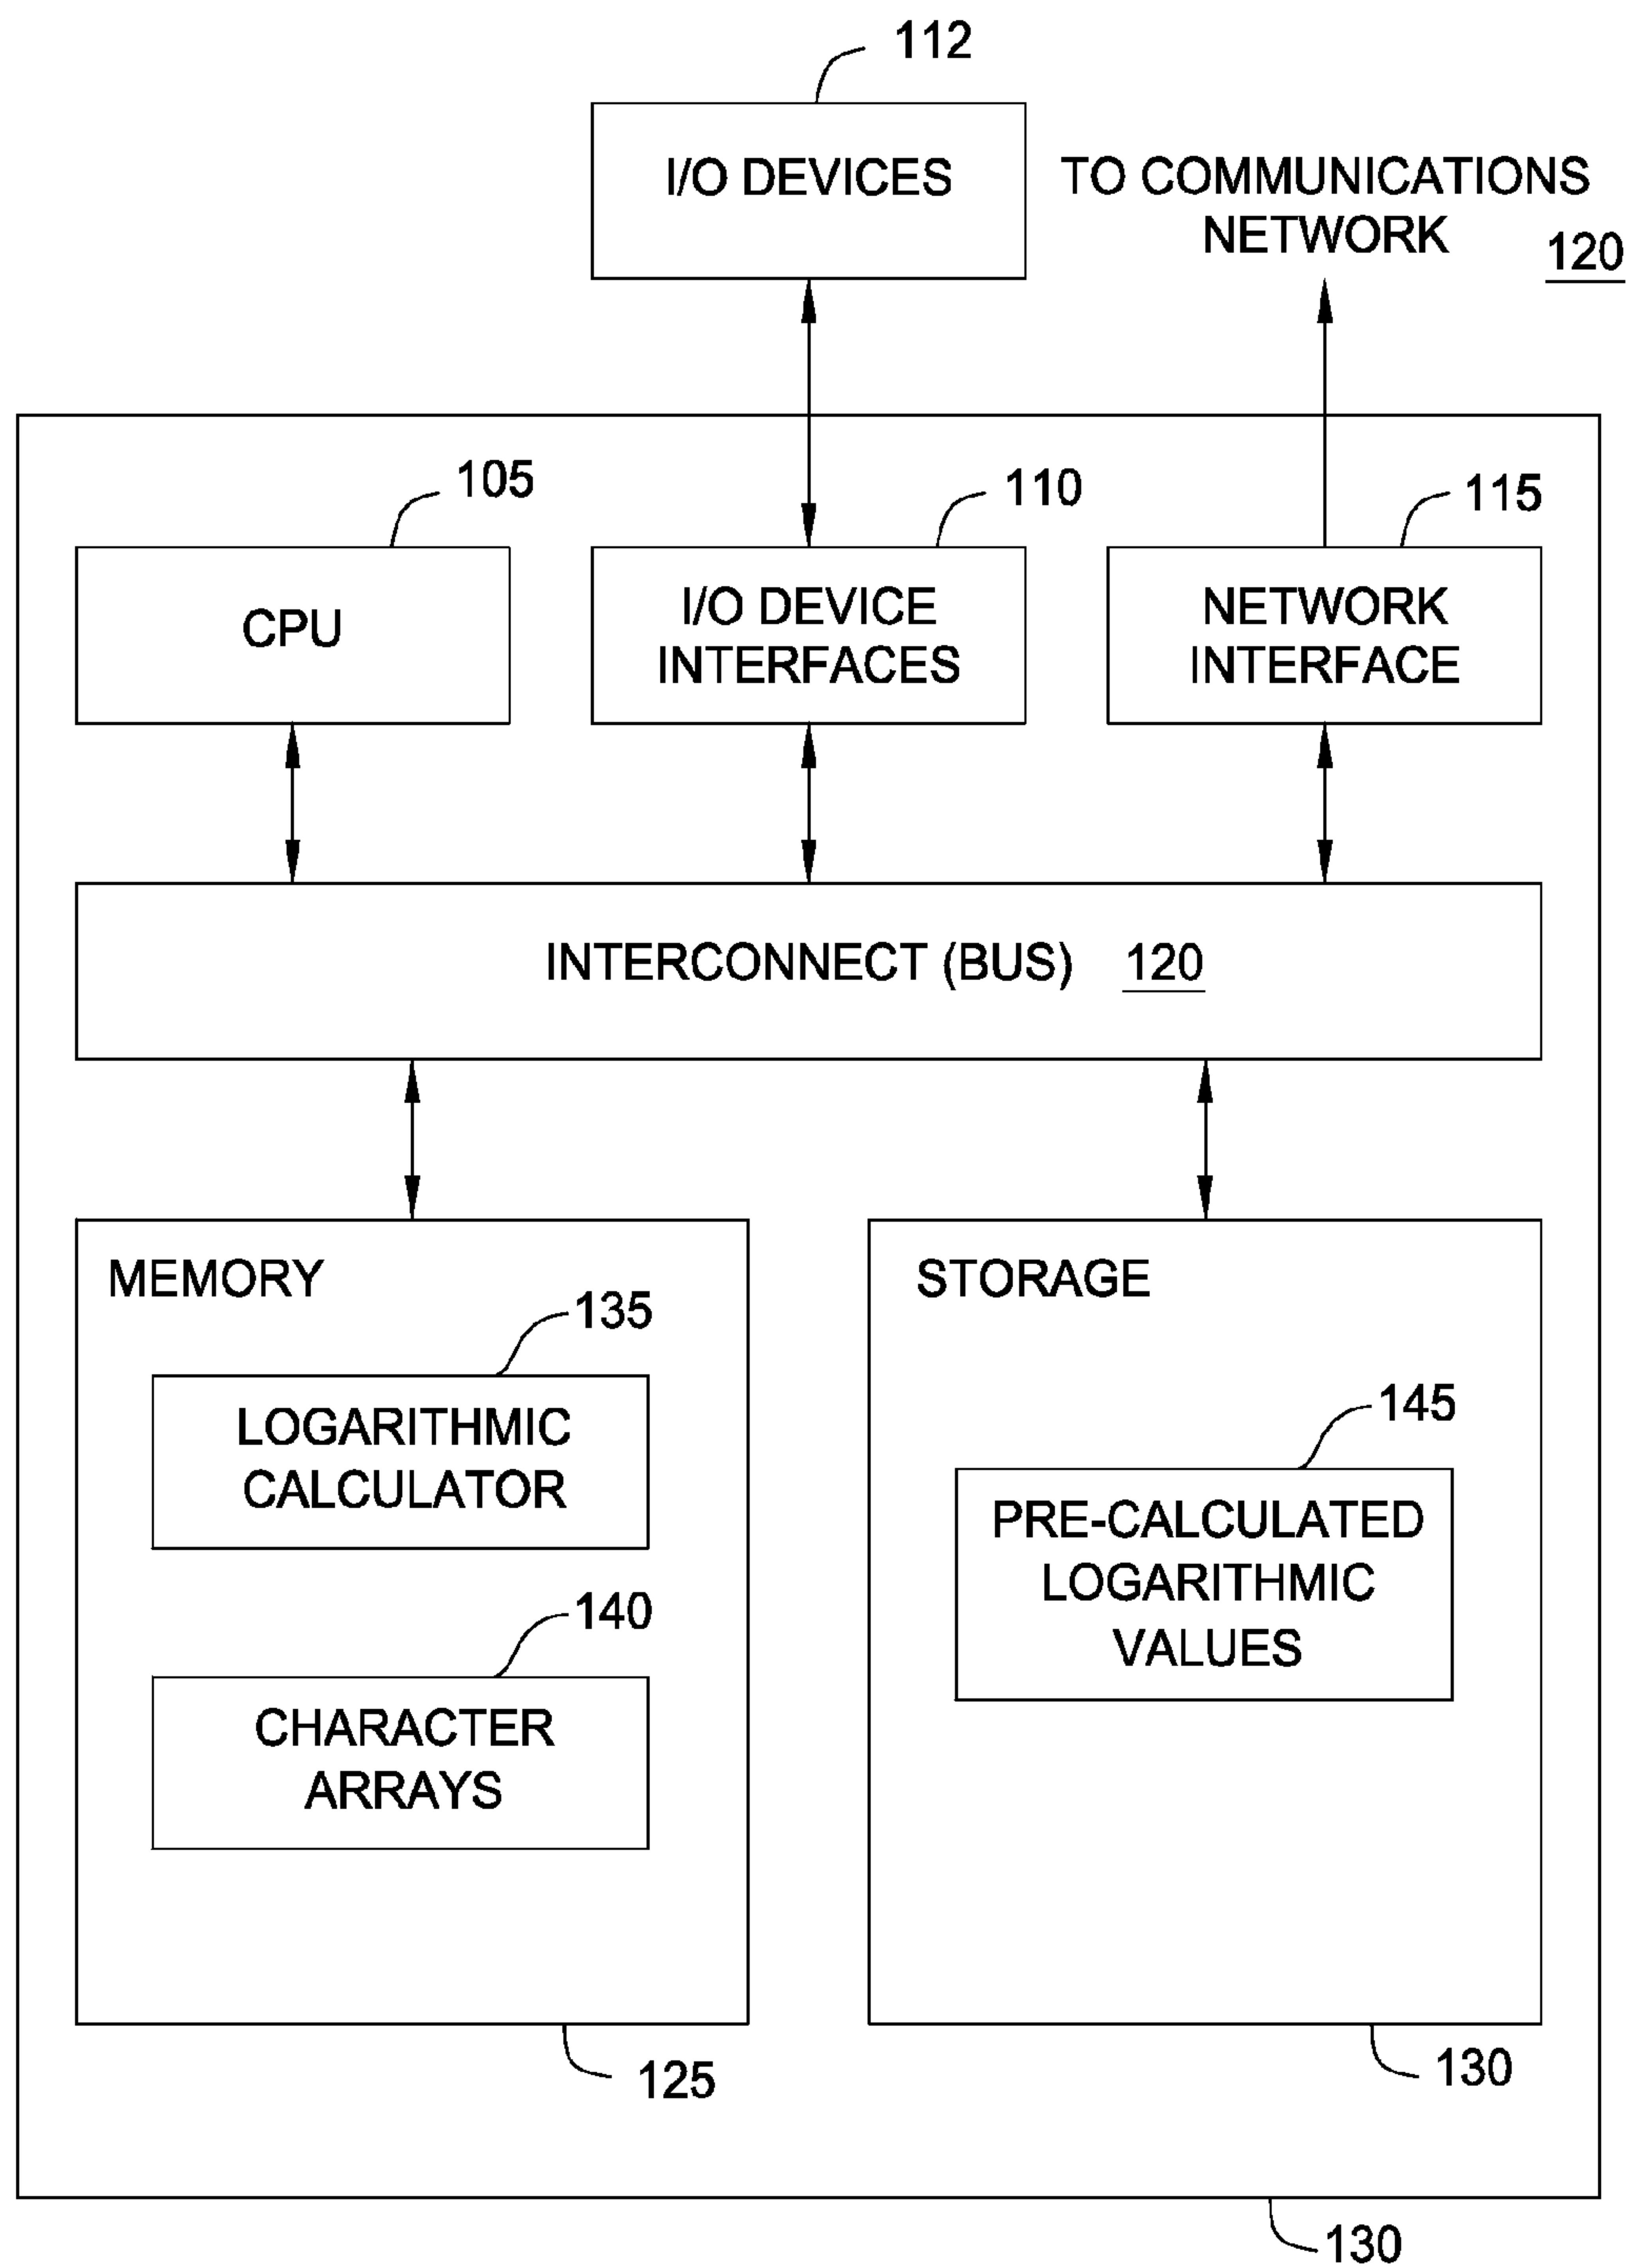 112
I/O DEVICES
TO COMMUNICATIONS
NETWORK
120
105
110
115
CPU
I/O DEVICE
INTERFACES
NETWORK
INTERFACE
INTERCONNECT (BUS) 120
MEMORY
135
LOGARITHMIC
CALCULATOR
140
CHARACTER
ARRAYS
125
STORAGE
145
PRE-CALCULATED
LOGARITHMIC
VALUES
130
130